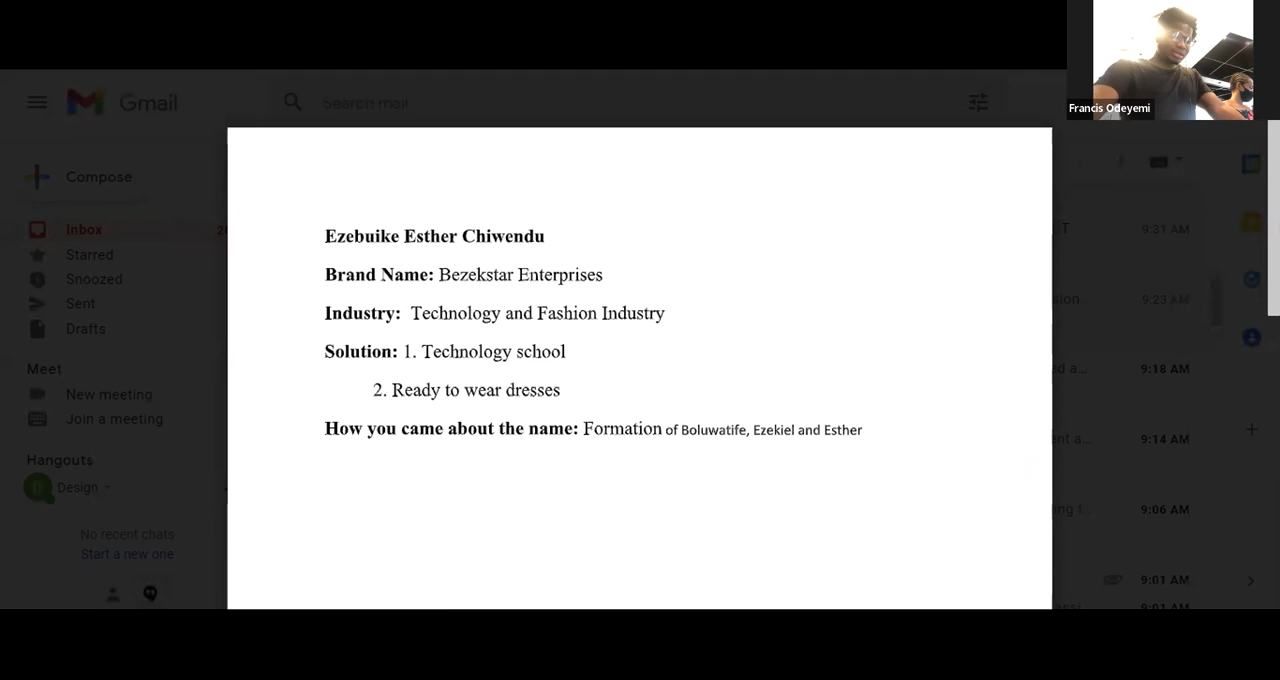 Gmail
Search mail
Francis Odeyemi
Compose
Inbox
Starred
Snoozed
Sent
Drafts
Meet
New meeting
Join a meeting
Hangouts
Design
No recent chats
Start a new one
Ezebuike Esther Chiwendu
Brand Name: Bezekstar Enterprises
Industry: Technology and Fashion Industry
Solution: 1. Technology school
2. Ready to wear dresses
How you came about the name: Formation of Boluwatife, Ezekiel and Esther
9:31 AM
9:23 AM
9:18 AM
9:14 AM
9:06 AM
9:01 AM
9:01 AM